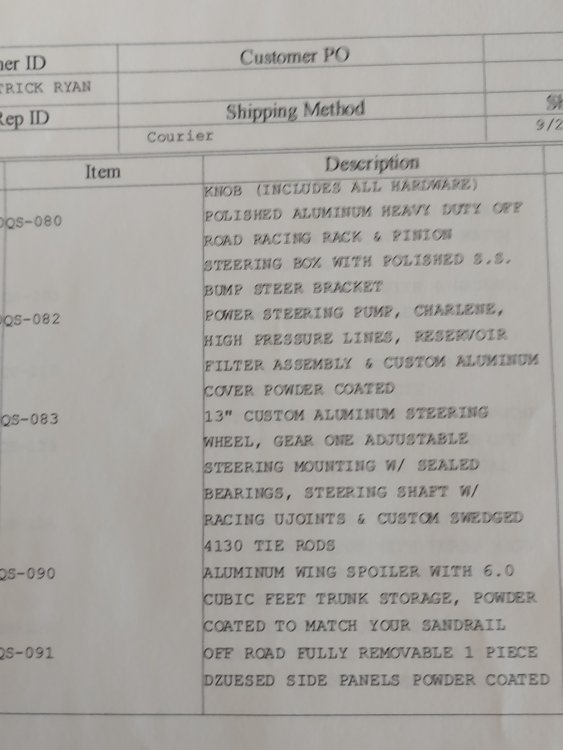 er ID
Customer PO
TRICK RYAN
Rep ID
Shipping Method
Sh
Courier
9/2
Item
Description
KNOB (INCLUDES ALL HARDWARE)
QS-080
POLISHED ALUMINUM HEAVY DUTY OFF
ROAD RACING RACK & PINION
STEERING BOX WITH POLISHED S.S.
BUMP STEER BRACKET
QS-082
POWER STEERING PUMP, CHARLENE,
HIGH PRESSURE LINES, RESERVOIR
FILTER ASSEMBLY & CUSTOM ALUMINUM
COVER POWDER COATED
QS-083
13" CUSTOM ALUMINUM STEERING
WHEEL, GEAR ONE ADJUSTABLE
STEERING MOUNTING W/ SEALED
BEARINGS, STEERING SHAFT W/
RACING UJOINTS & CUSTOM SWEDGED
4130 TIE RODS
QS-090
ALUMINUM WING SPOILER WITH 6.0
CUBIC FEET TRUNK STORAGE, POWDER
COATED TO MATCH YOUR SANDRAIL
QS-091
OFF ROAD FULLY REMOVABLE 1 PIECE
DZUESED SIDE PANELS POWDER COATED